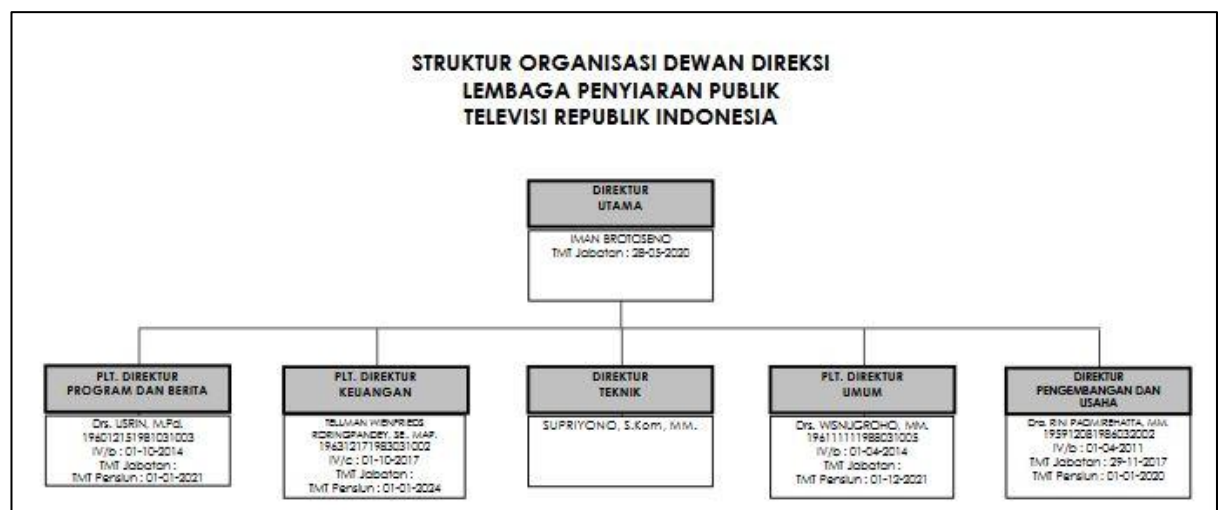 STRUKTUR ORGANISASI DEWAN DIREKSI
LEMBAGA PENYIARAN PUBLIK
TELEVISI REPUBLIK INDONESIA
DIREKTUR
UTAMA
IMAN BROTOSENO
TMT Jabatan : 28-05-2020
PLT. DIREKTUR
PROGRAM DAN BERITA
Drs. USRIN, M.Pd.
196012151981031003
IV/b : 01-10-2014
TMT Jabatan :
TMT Pensiun : 01-01-2021
PLT. DIREKTUR
KEUANGAN
TELLMAN WIENFRIEDS
RORINGPANDEY, SE., MAP.
196312171983031002
IV/c : 01-10-2017
TMT Jabatan :
TMT Pensiun : 01-01-2024
DIREKTUR
TEKNIK
SUPRIYONO, S.Kom, MM.
PLT. DIREKTUR
UMUM
Drs. WISNUGROHO, MM.
196111111988031005
IV/b : 01-04-2014
TMT Jabatan :
TMT Pensiun : 01-12-2021
DIREKTUR
PENGEMBANGAN DAN
USAHA
Dra. RINI PADMIREHATTA, MM.
195912081986032002
IV/b : 01-04-2011
TMT Jabatan : 29-11-2017
TMT Pensiun : 01-01-2020